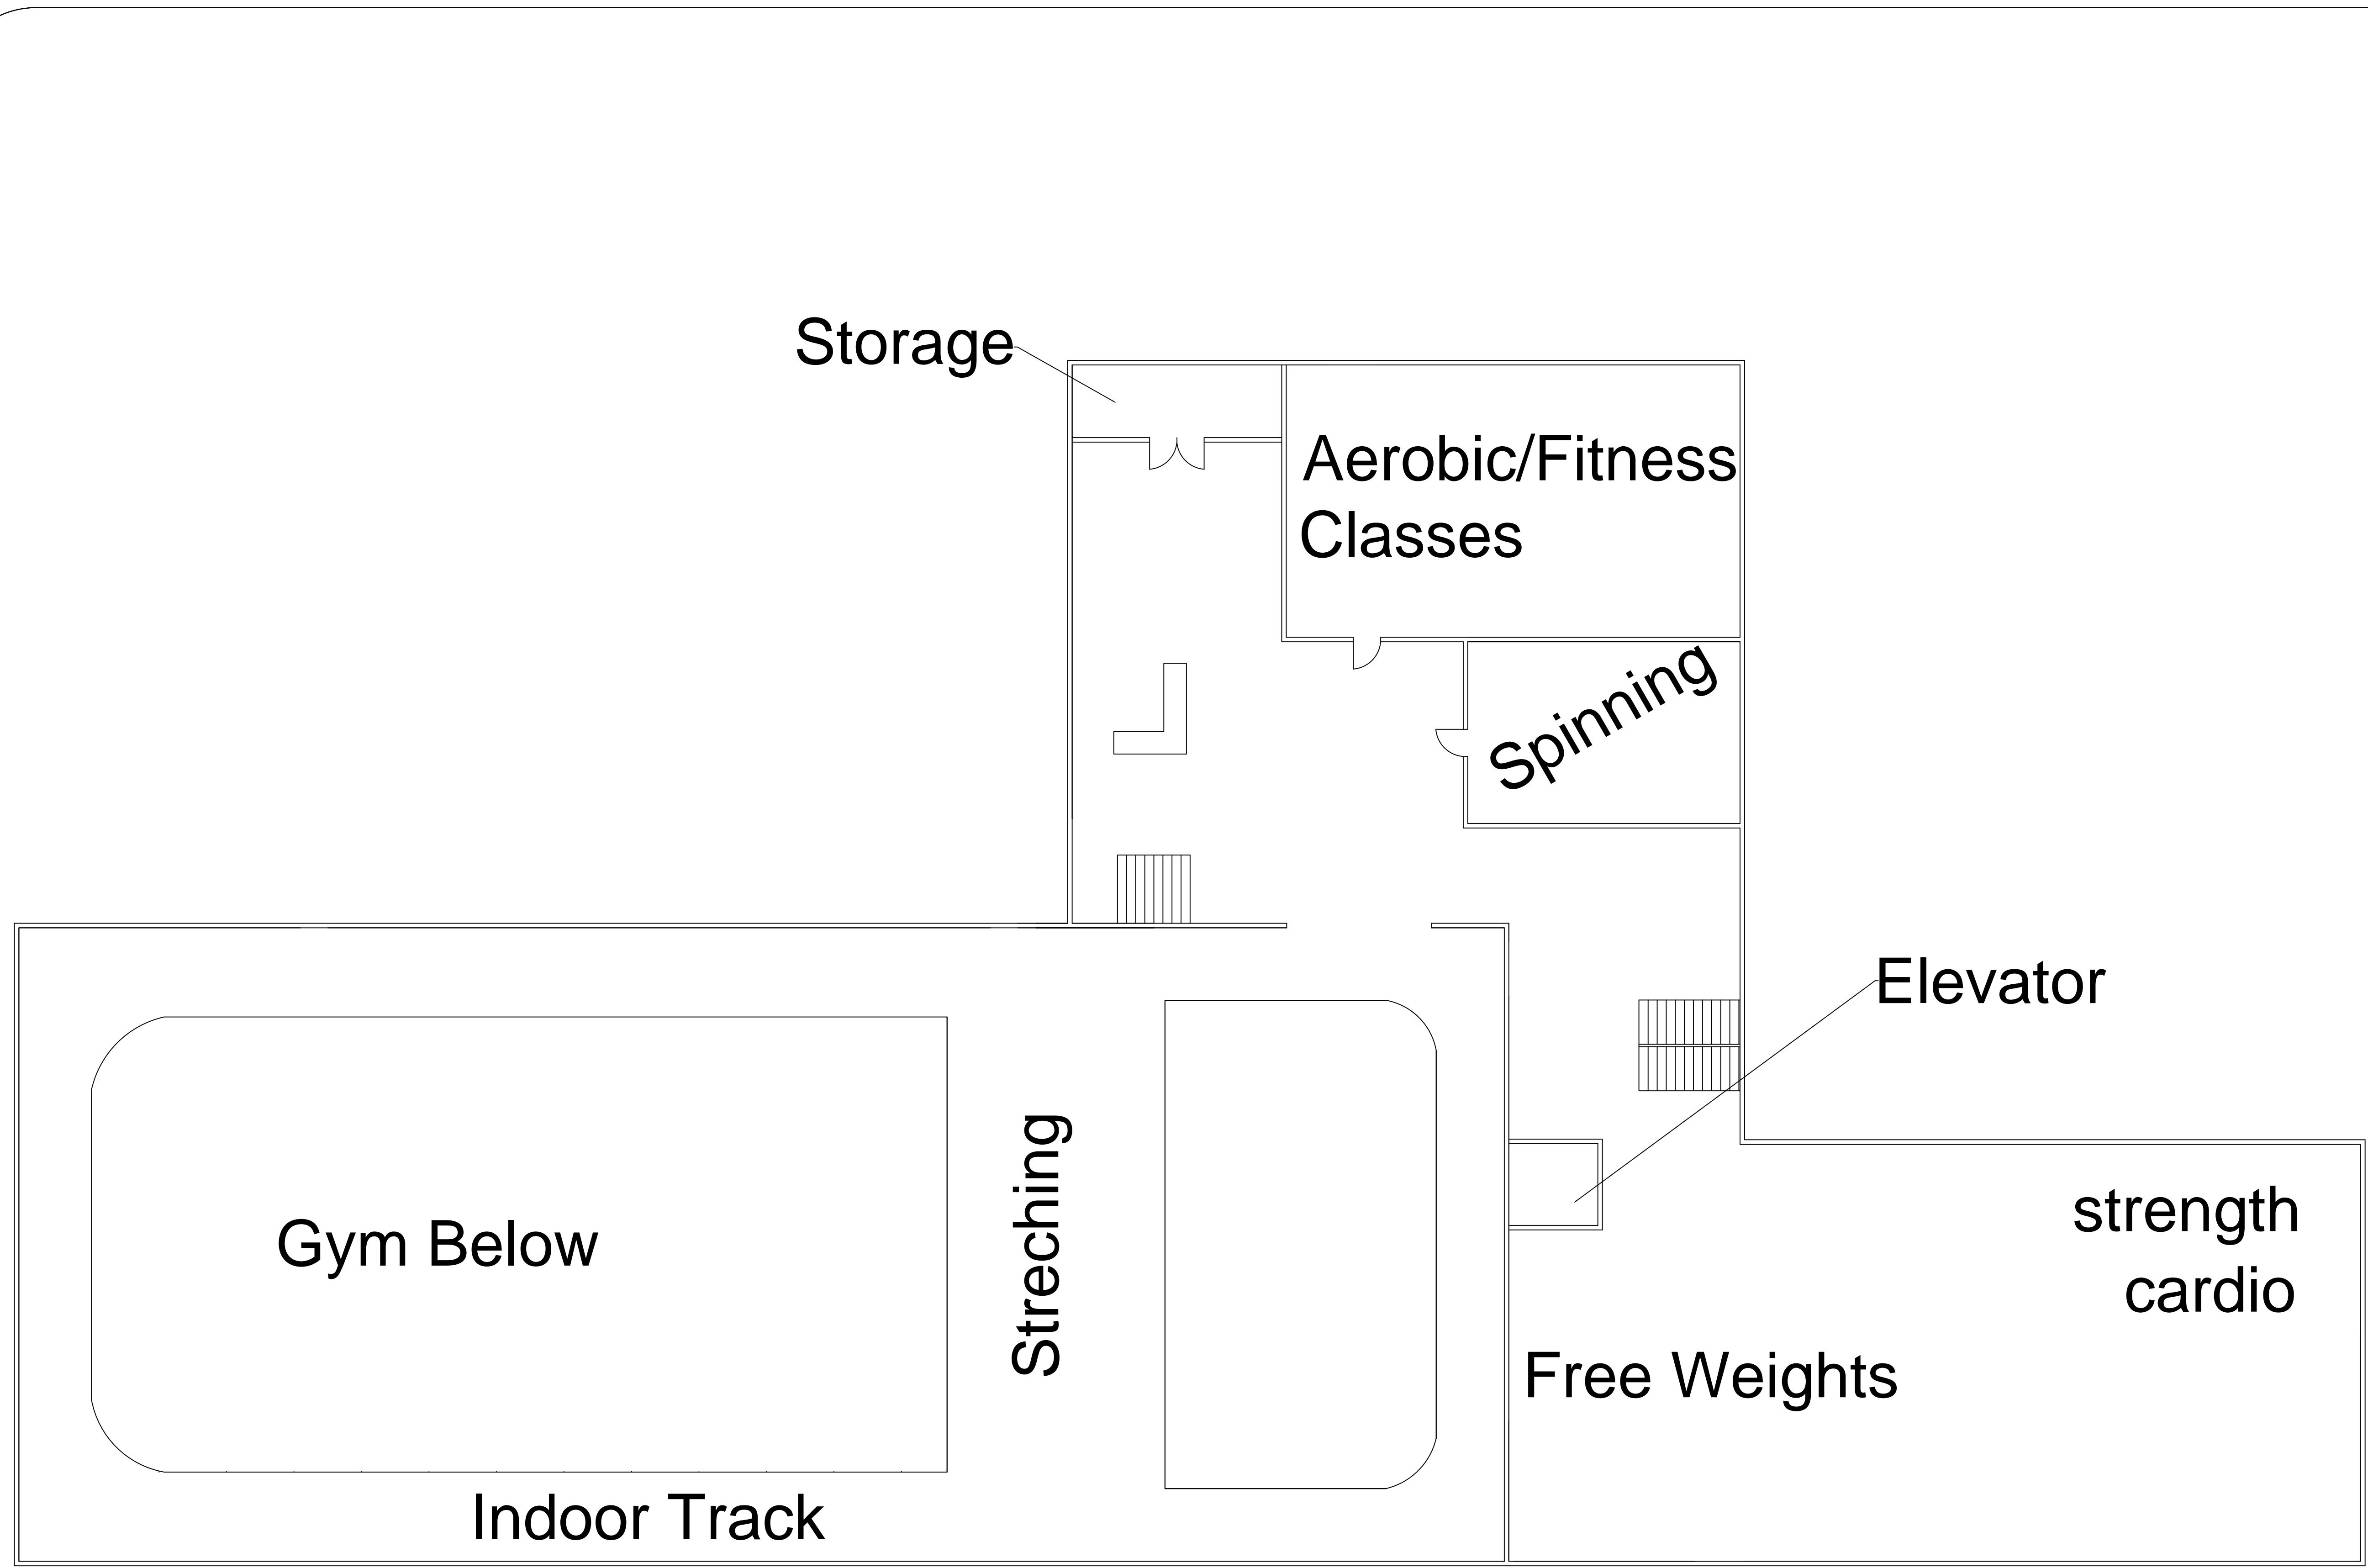 Storage
Aerobic/Fitness
Classes
Spinning
Elevator
Gym Below
Streching
strength
cardio
Free Weights
Indoor Track